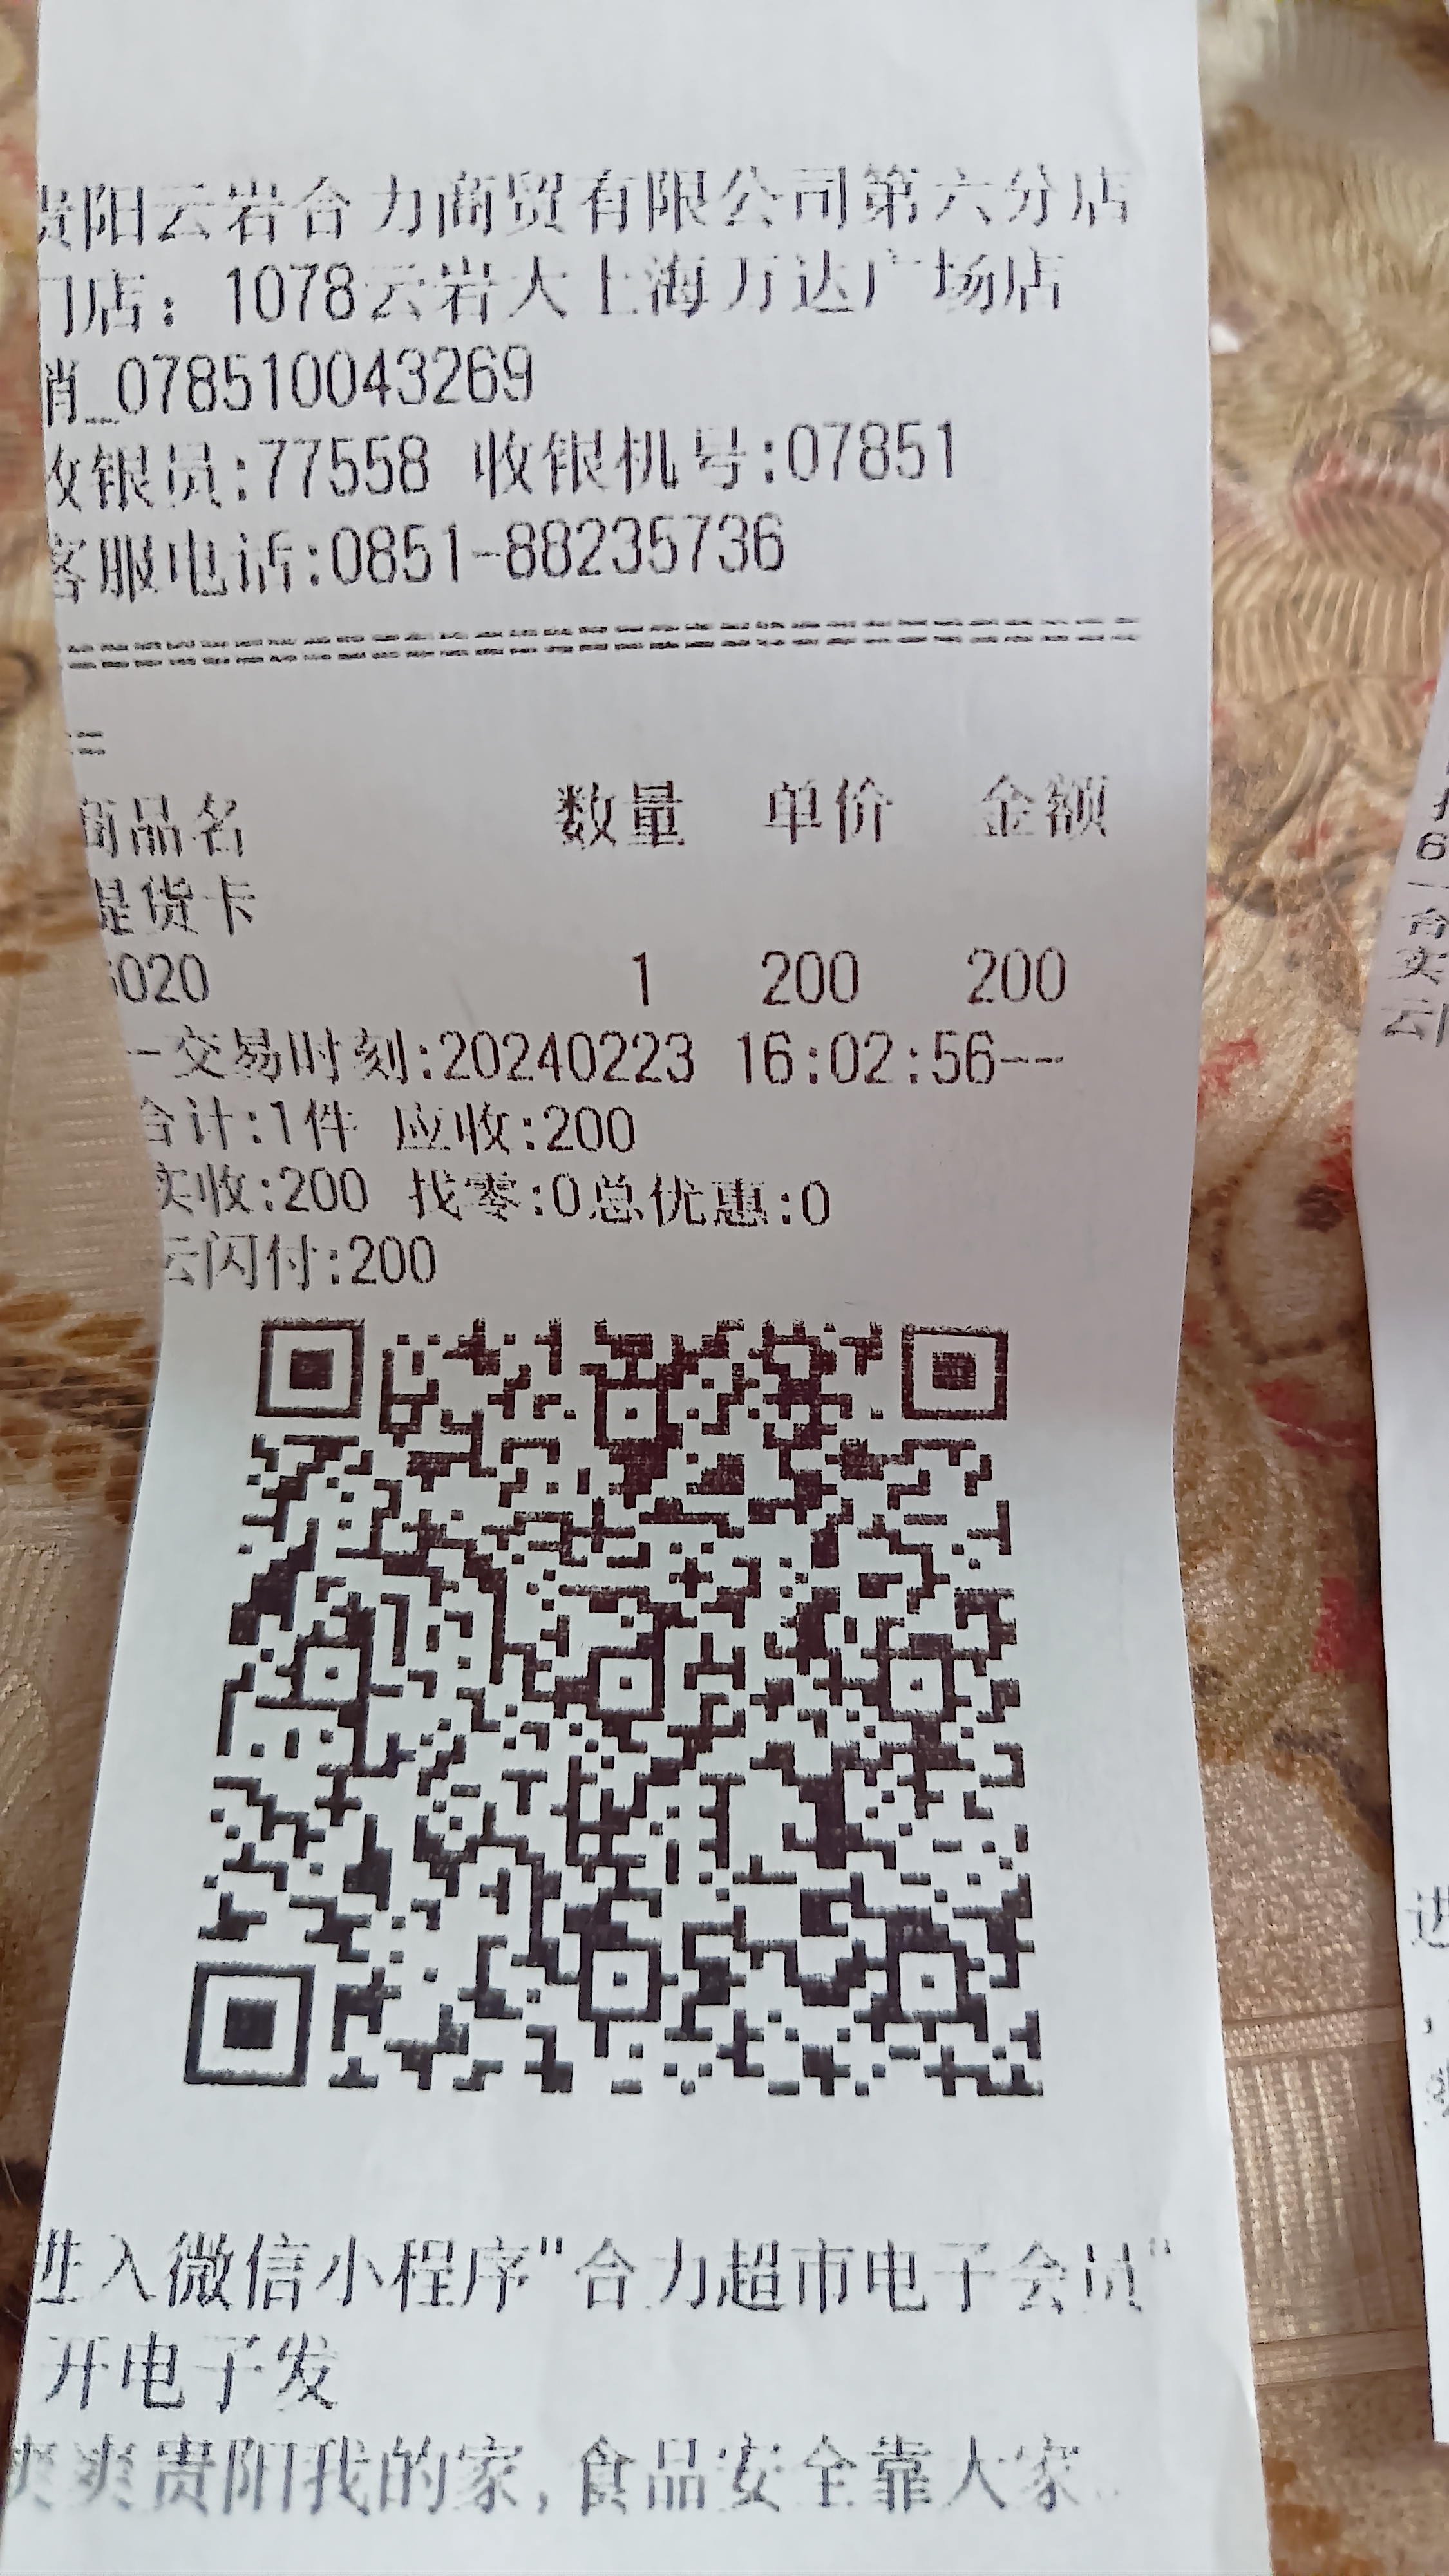 贵阳云岩合力商贸有限公司第六分店
门店：1078云岩大上海万达广场店
销_078510043269
收银员:77558 收银机号:07851
客服电话:0851-88235736
==
商品名 数量 单价 金额
提货卡
020 1 200 200
--交易时刻:20240223 16:02:56--
合计:1件 应收:200
实收:200 找零:0总优惠:0
云闪付:200
进入微信小程序"合力超市电子会员"
开电子发
爽爽贵阳我的家,食品安全靠大家